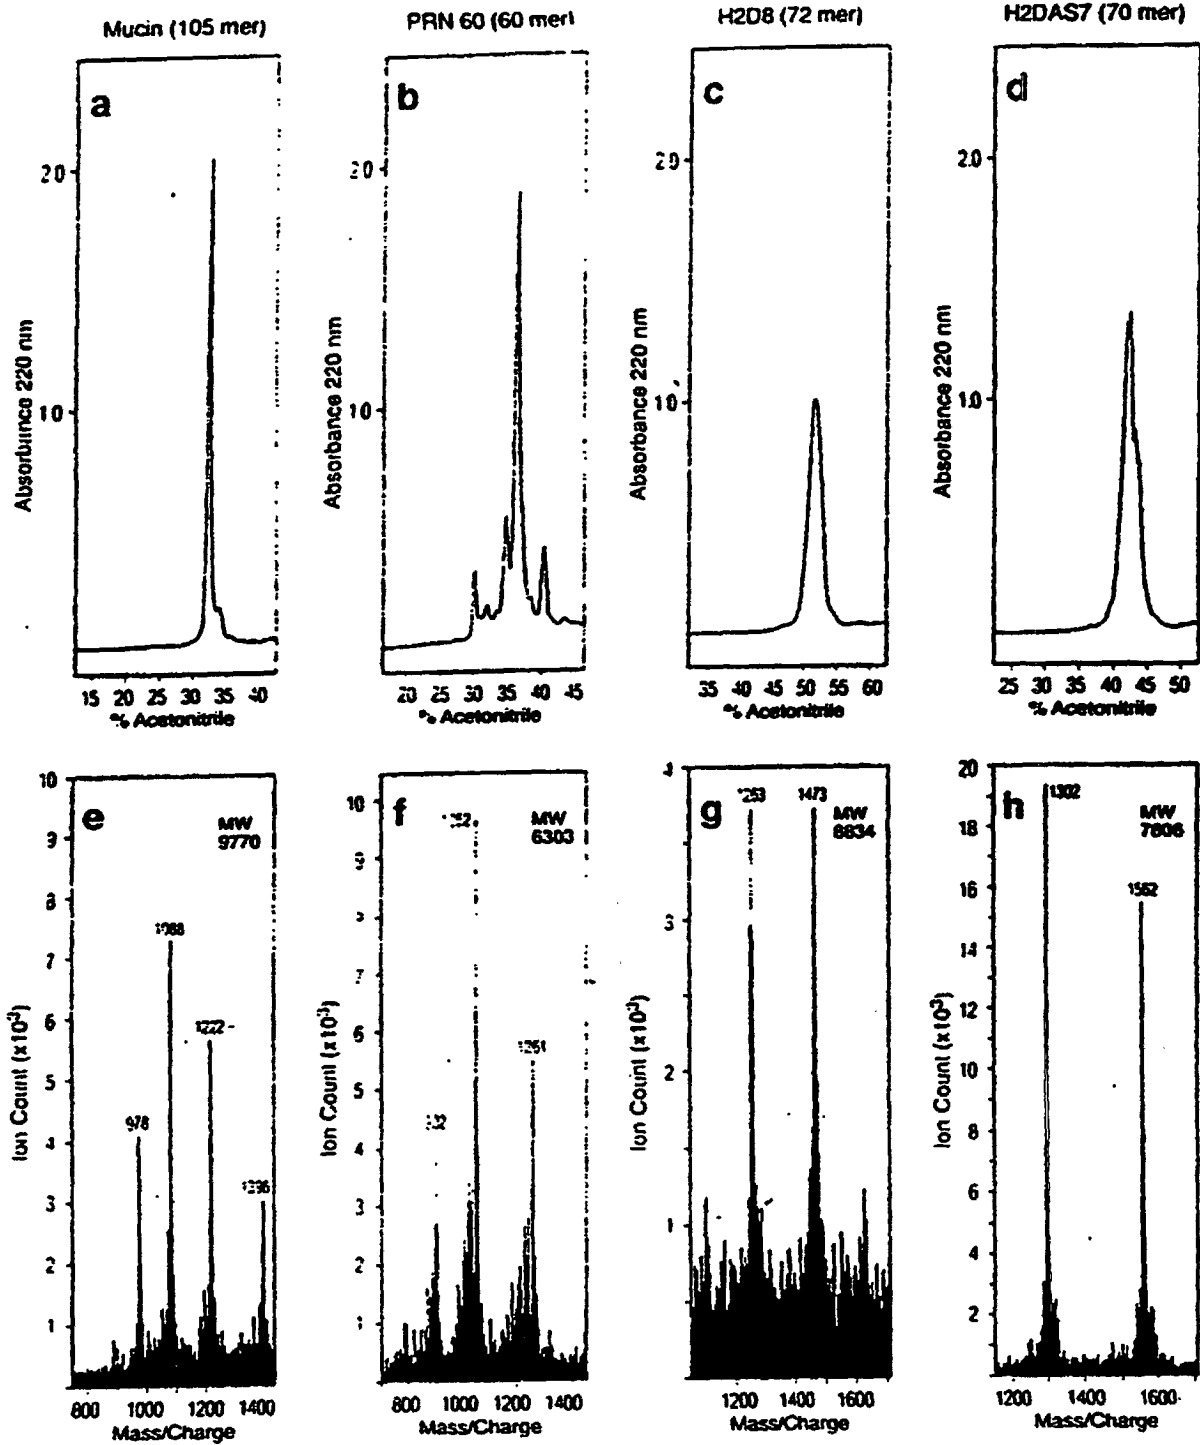 Mucin (105 mer)
a
20
10
Absorbance 220 nm
15 20 25 30 35 40
% Acetonitrile
PRN 60 (60 mer)
b
20
10
Absorbance 220 nm
20 25 30 35 40 45
% Acetonitrile
H2D8 (72 mer)
c
20
10
Absorbance 220 nm
35 40 45 50 55 60
% Acetonitrile
H2DAS7 (70 mer)
d
2.0
1.0
Absorbance 220 nm
25 30 35 40 45 50
% Acetonitrile
e
MW
9770
10
9
8
7
6
5
4
3
2
1
978
1222
Ion Count (x10³)
800 1000 1200 1400
Mass/Charge
f
MW
6303
10
7
6
5
4
3
2
1
1261
Ion Count (x10³)
800 1000 1200 1400
Mass/Charge
g
MW
8834
4
3
2
1
1473
Ion Count (x10³)
1200 1400 1600
Mass/Charge
h
MW
7806
20
18
16
14
12
10
8
6
4
2
1302
1562
Ion Count (x10³)
1200 1400 1600
Mass/Charge